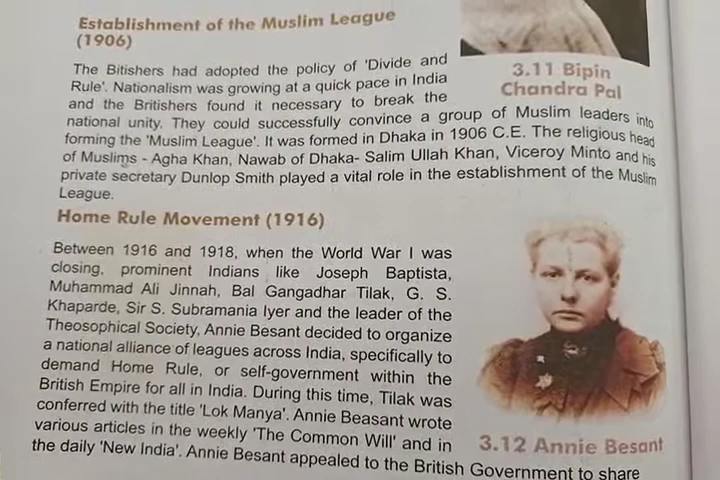 Establishment of the Muslim League
(1906)
The Bitishers had adopted the policy of 'Divide and
Rule'. Nationalism was growing at a quick pace in India
and the Britishers found it necessary to break the
national unity. They could successfully convince a group of Muslim leaders into
forming the 'Muslim League'. It was formed in Dhaka in 1906 C.E. The religious head
of Muslims - Agha Khan, Nawab of Dhaka- Salim Ullah Khan, Viceroy Minto and his
private secretary Dunlop Smith played a vital role in the establishment of the Muslim
League.
3.11 Bipin
Chandra Pal
Home Rule Movement (1916)
Between 1916 and 1918, when the World War I was
closing, prominent Indians like Joseph Baptista,
Muhammad Ali Jinnah, Bal Gangadhar Tilak, G. S.
Khaparde, Sir S. Subramania Iyer and the leader of the
Theosophical Society, Annie Besant decided to organize
a national alliance of leagues across India, specifically to
demand Home Rule, or self-government within the
British Empire for all in India. During this time, Tilak was
conferred with the title 'Lok Manya'. Annie Beasant wrote
various articles in the weekly 'The Common Will' and in
the daily 'New India'. Annie Besant appealed to the British Government to share
3.12 Annie Besant